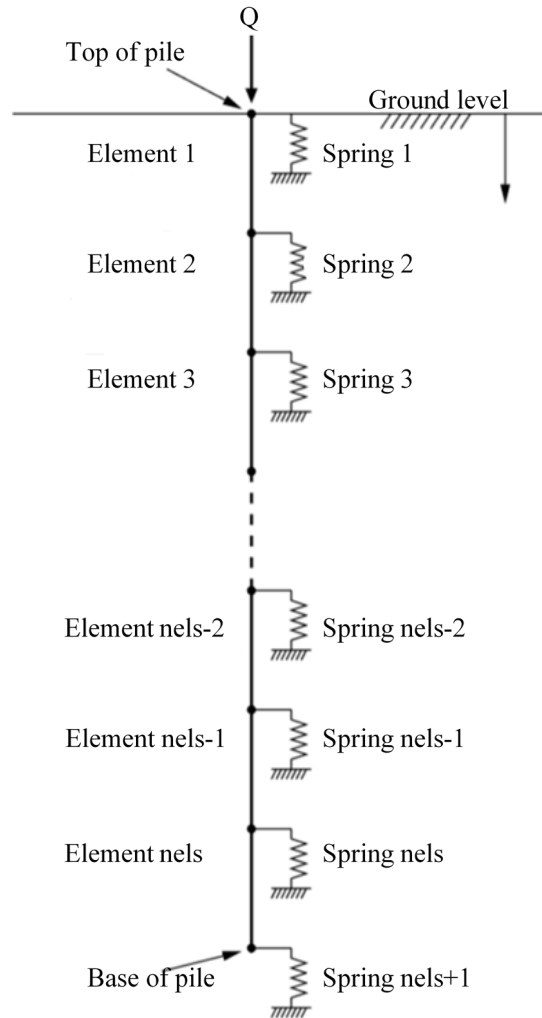 Q
Top of pile
Ground level
Element 1
Spring 1
Element 2
Spring 2
Element 3
Spring 3
Element nels-2
Spring nels-2
Element nels-1
Spring nels-1
Element nels
Spring nels
Base of pile
Spring nels+1